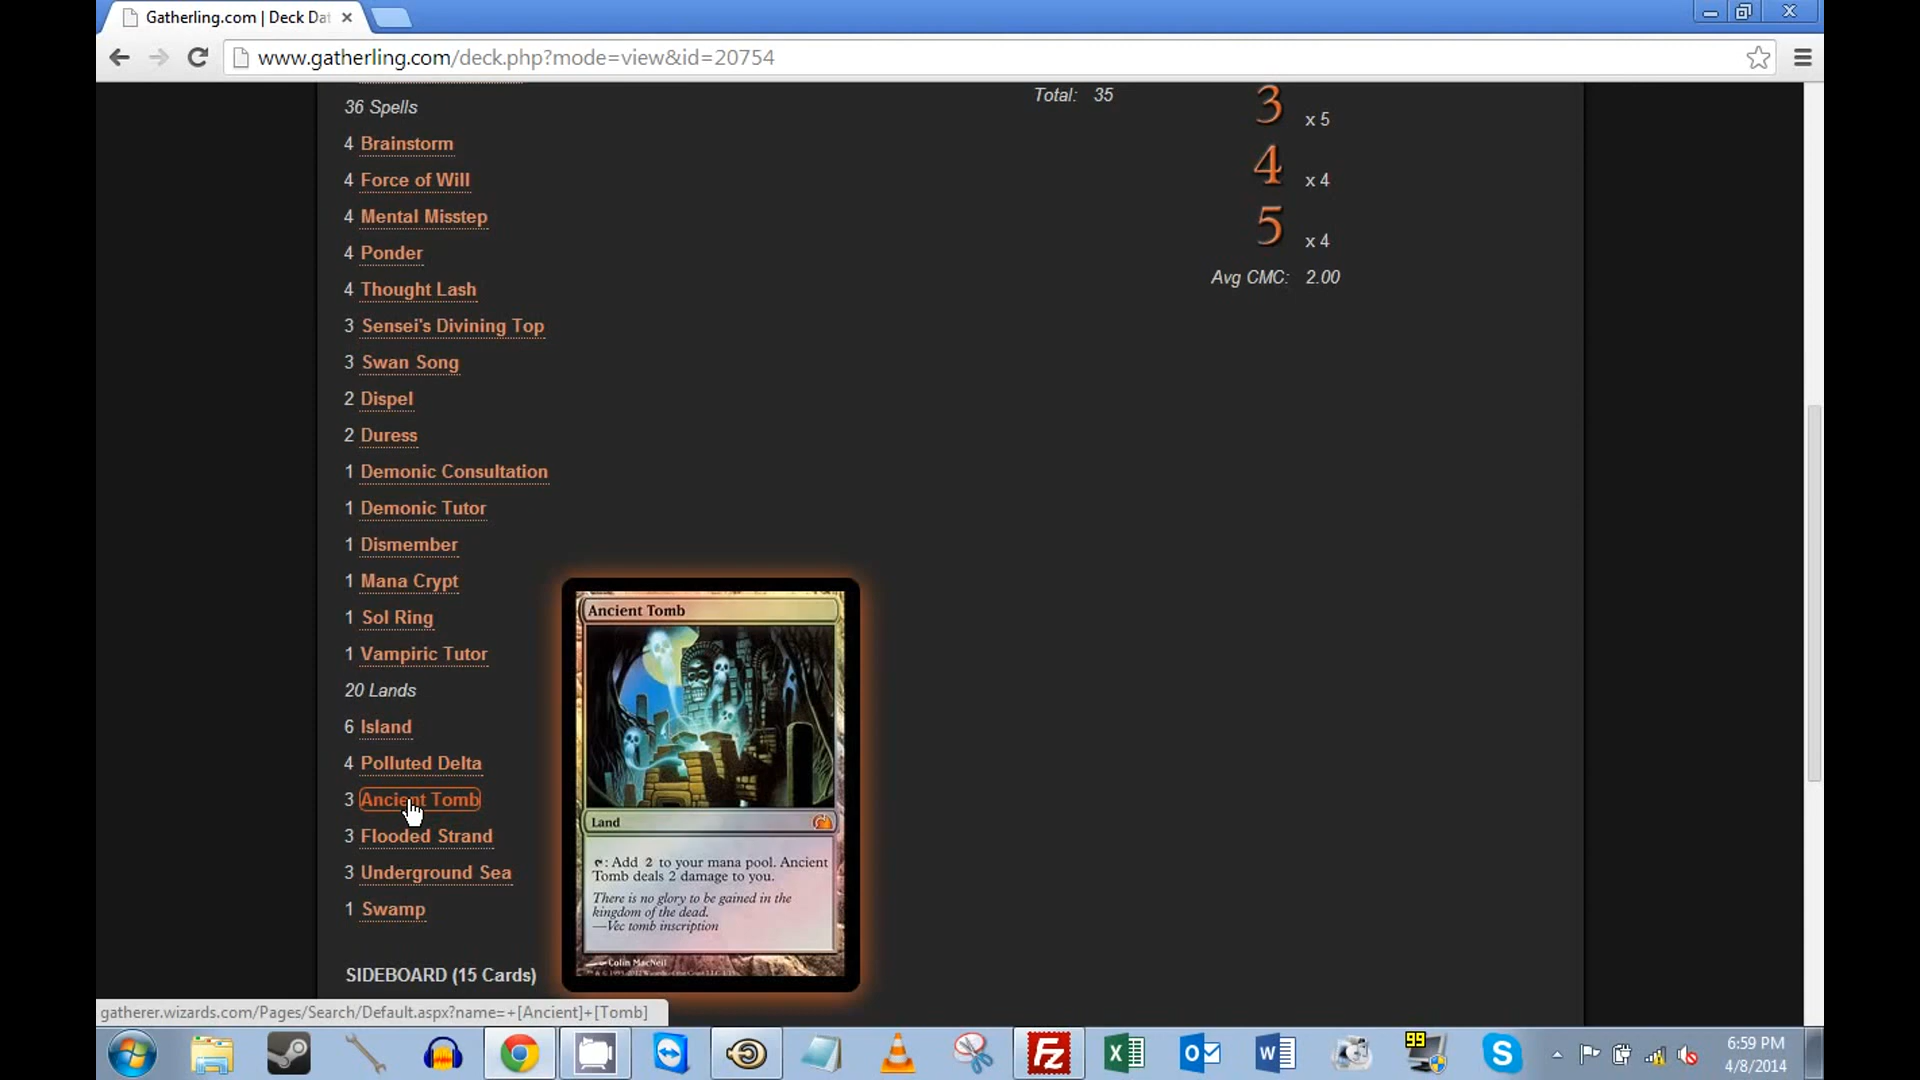 Gatherling.com | Deck Dat
www.gatherling.com/deck.php?mode=view&id=20754
36 Spells
4 Brainstorm
4 Force of Will
4 Mental Misstep
4 Ponder
4 Thought Lash
3 Sensei's Divining Top
3 Swan Song
2 Dispel
2 Duress
1 Demonic Consultation
1 Demonic Tutor
1 Dismember
1 Mana Crypt
1 Sol Ring
1 Vampiric Tutor
20 Lands
6 Island
4 Polluted Delta
3 Ancient Tomb
3 Flooded Strand
3 Underground Sea
1 Swamp
SIDEBOARD (15 Cards)
Total: 35
3 x 5
4 x 4
5 x 4
Avg CMC: 2.00
Ancient Tomb
Land
: Add 2 to your mana pool. Ancient
Tomb deals 2 damage to you.
There is no glory to be gained in the
kingdom of the dead.
—Vec tomb inscription
Colin MacNeil
gatherer.wizards.com/Pages/Search/Default.aspx?name=+[Ancient]+[Tomb]
99
6:59 PM
4/8/2014